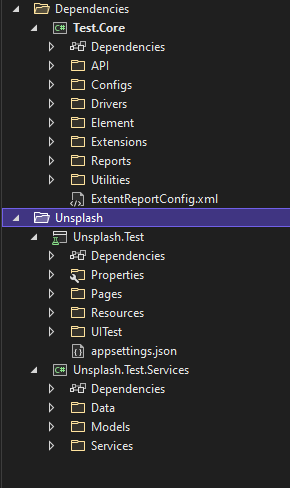 Dependencies
C# Test.Core
Dependencies
API
Configs
Drivers
Element
Extensions
Reports
Utilities
ExtentReportConfig.xml
Unsplash
Unsplash.Test
Dependencies
Properties
Pages
Resources
UITest
appsettings.json
C# Unsplash.Test.Services
Dependencies
Data
Models
Services